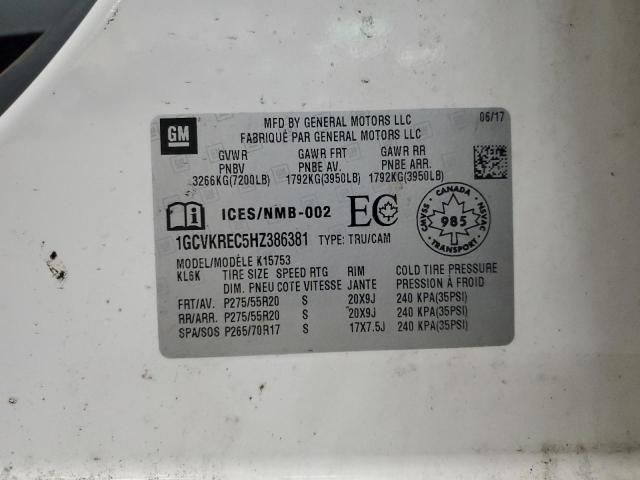 MFD BY GENERAL MOTORS LLC 06/17
GM FABRIQUÉ PAR GENERAL MOTORS LLC
GVWR GAWR FRT GAWR RR
PNBV PNBE AV. PNBE ARR.
3266KG(7200LB) 1792KG(3950LB) 1792KG(3950LB)
ICES/NMB-002 EC CANADA CMVSS 985 NSVAC TRANSPORT
1GCVKREC5HZ386381 TYPE: TRU/CAM
MODEL/MODÈLE K15753
KL6K TIRE SIZE SPEED RTG RIM COLD TIRE PRESSURE
DIM. PNEU COTE VITESSE JANTE PRESSION À FROID
FRT/AV. P275/55R20 S 20X9J 240 KPA(35PSI)
RR/ARR. P275/55R20 S 20X9J 240 KPA(35PSI)
SPA/SOS P265/70R17 S 17X7.5J 240 KPA(35PSI)